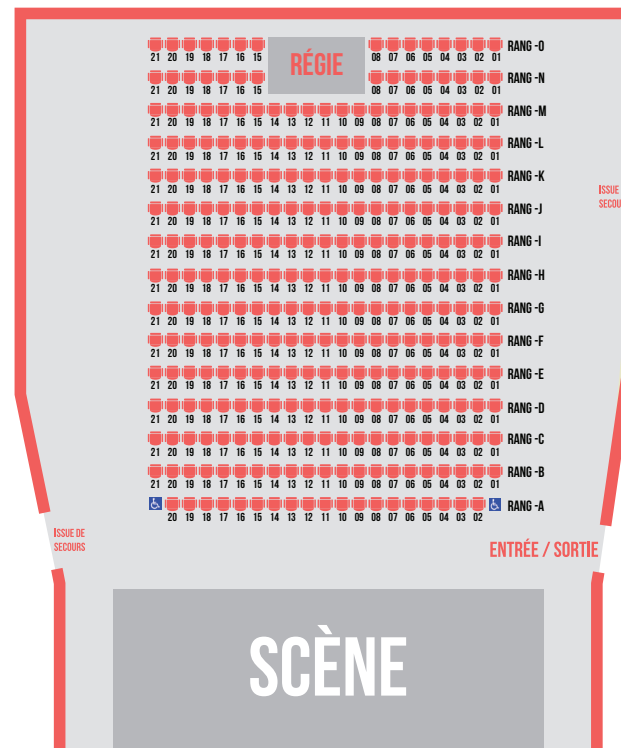 RANG -O
21 20 19 18 17 16 15 08 07 06 05 04 03 02 01
RÉGIE
RANG -N
21 20 19 18 17 16 15 08 07 06 05 04 03 02 01
RANG -M
21 20 19 18 17 16 15 14 13 12 11 10 09 08 07 06 05 04 03 02 01
RANG -L
21 20 19 18 17 16 15 14 13 12 11 10 09 08 07 06 05 04 03 02 01
RANG -K
21 20 19 18 17 16 15 14 13 12 11 10 09 08 07 06 05 04 03 02 01
ISSUE
SECOU
RANG -J
21 20 19 18 17 16 15 14 13 12 11 10 09 08 07 06 05 04 03 02 01
RANG -I
21 20 19 18 17 16 15 14 13 12 11 10 09 08 07 06 05 04 03 02 01
RANG -H
21 20 19 18 17 16 15 14 13 12 11 10 09 08 07 06 05 04 03 02 01
RANG -G
21 20 19 18 17 16 15 14 13 12 11 10 09 08 07 06 05 04 03 02 01
RANG -F
21 20 19 18 17 16 15 14 13 12 11 10 09 08 07 06 05 04 03 02 01
RANG -E
21 20 19 18 17 16 15 14 13 12 11 10 09 08 07 06 05 04 03 02 01
RANG -D
21 20 19 18 17 16 15 14 13 12 11 10 09 08 07 06 05 04 03 02 01
RANG -C
21 20 19 18 17 16 15 14 13 12 11 10 09 08 07 06 05 04 03 02 01
RANG -B
21 20 19 18 17 16 15 14 13 12 11 10 09 08 07 06 05 04 03 02 01
RANG -A
20 19 18 17 16 15 14 13 12 11 10 09 08 07 06 05 04 03 02
ISSUE DE
SECOURS
ENTRÉE / SORTIE
SCÈNE